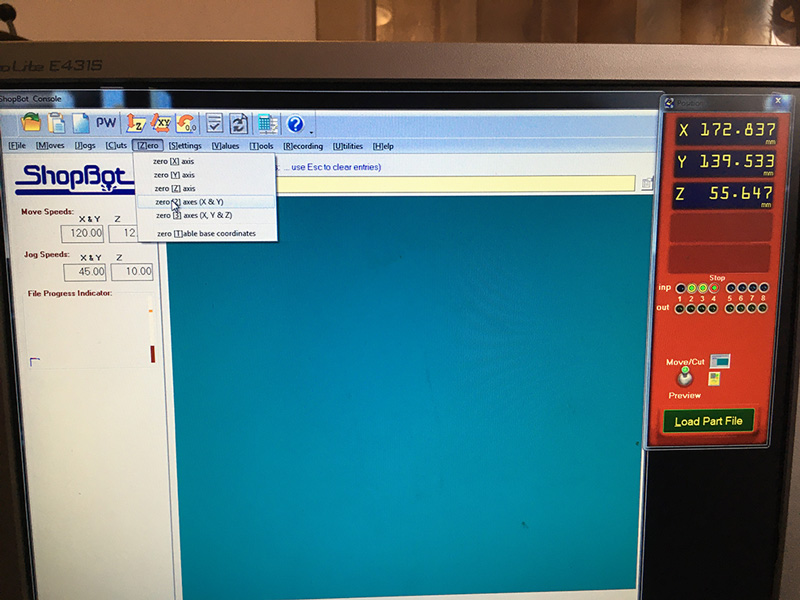 Lite E4315
ShopBot Console
PW
Z
XY
0,0
?
[F]ile [M]oves [J]ogs [C]uts [Z]ero [S]ettings [V]alues [T]ools [R]ecording [U]tilities [H]elp
zero [X] axis
zero [Y] axis
zero [Z] axis
zero [2] axes (X & Y)
zero [3] axes (X, Y & Z)
zero [T]able base coordinates
... use Esc to clear entries)
ShopBot
Move Speeds:
X & Y Z
120.00 12.
Jog Speeds:
X & Y Z
45.00 10.00
File Progress Indicator:
X 172.837
mm
Y 139.533
mm
Z 55.647
mm
Stop
inp
1 2 3 4 5 6 7 8
out
Move/Cut
Preview
Load Part File